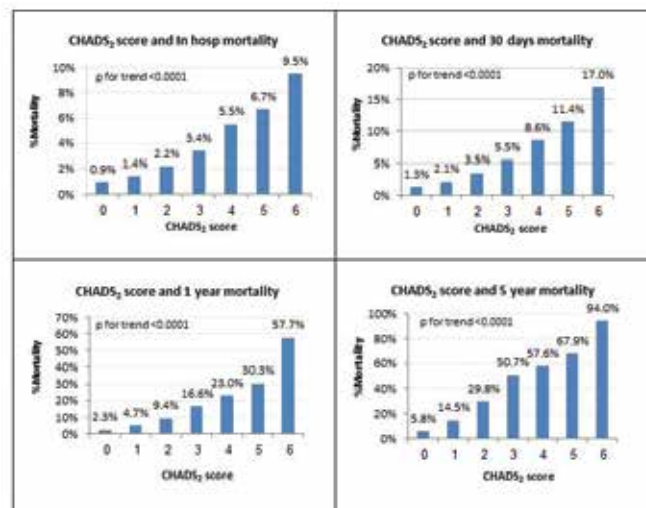 CHADS₂ score and In hosp mortality
p for trend <0.0001
%Mortality
10%
8%
6%
4%
2%
0%
0.9%
1.4%
2.2%
3.4%
5.5%
6.7%
9.5%
0 1 2 3 4 5 6
CHADS₂ score
CHADS₂ score and 30 days mortality
p for trend <0.0001
%Mortality
20%
15%
10%
5%
0%
1.3%
2.1%
3.5%
5.5%
8.6%
11.4%
17.0%
0 1 2 3 4 5 6
CHADS₂ score
CHADS₂ score and 1 year mortality
p for trend <0.0001
%Mortality
70%
60%
50%
40%
30%
20%
10%
0%
2.3%
4.7%
9.4%
16.6%
23.0%
30.3%
57.7%
0 1 2 3 4 5 6
CHADS₂ score
CHADS₂ score and 5 year mortality
p for trend <0.0001
%Mortality
100%
80%
60%
40%
20%
0%
5.8%
14.5%
29.8%
50.7%
57.6%
67.9%
94.0%
0 1 2 3 4 5 6
CHADS₂ score